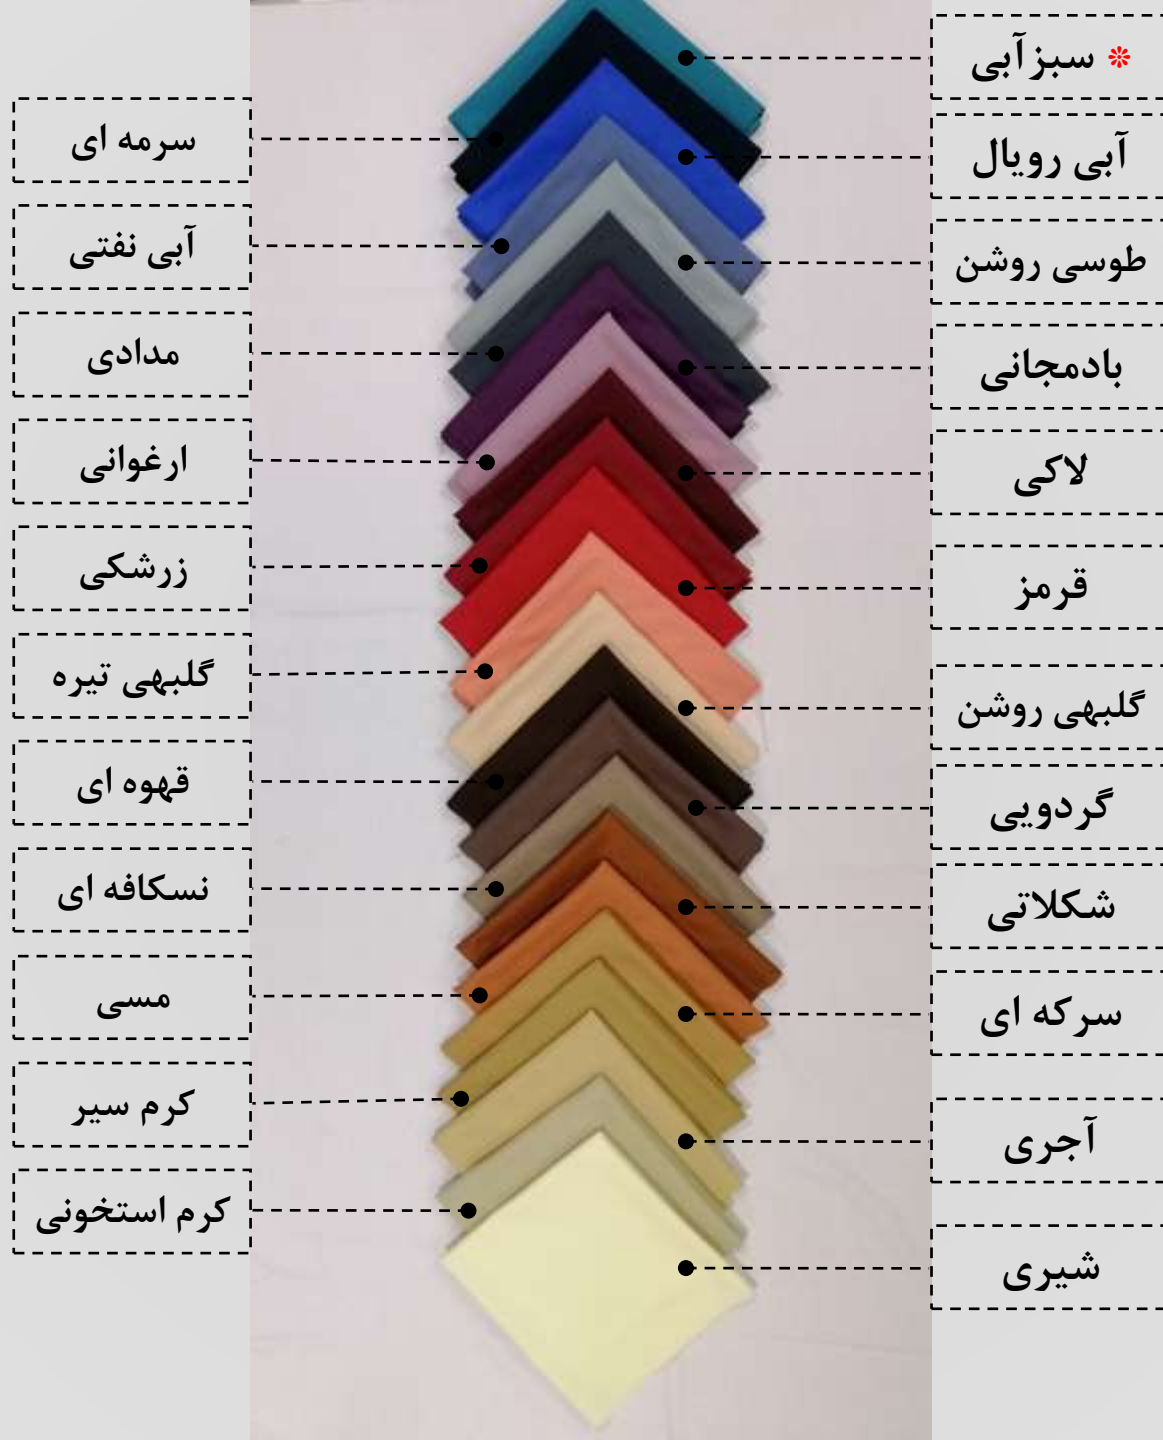 ❊ سبزآبی
سرمه ای
آبی رویال
آبی نفتی
طوسی روشن
مدادی
بادمجانی
ارغوانی
لاکی
زرشکی
قرمز
گلبهی تیره
گلبهی روشن
قهوه ای
گردویی
نسکافه ای
شکلاتی
مسی
سرکه ای
کرم سیر
آجری
کرم استخونی
شیری